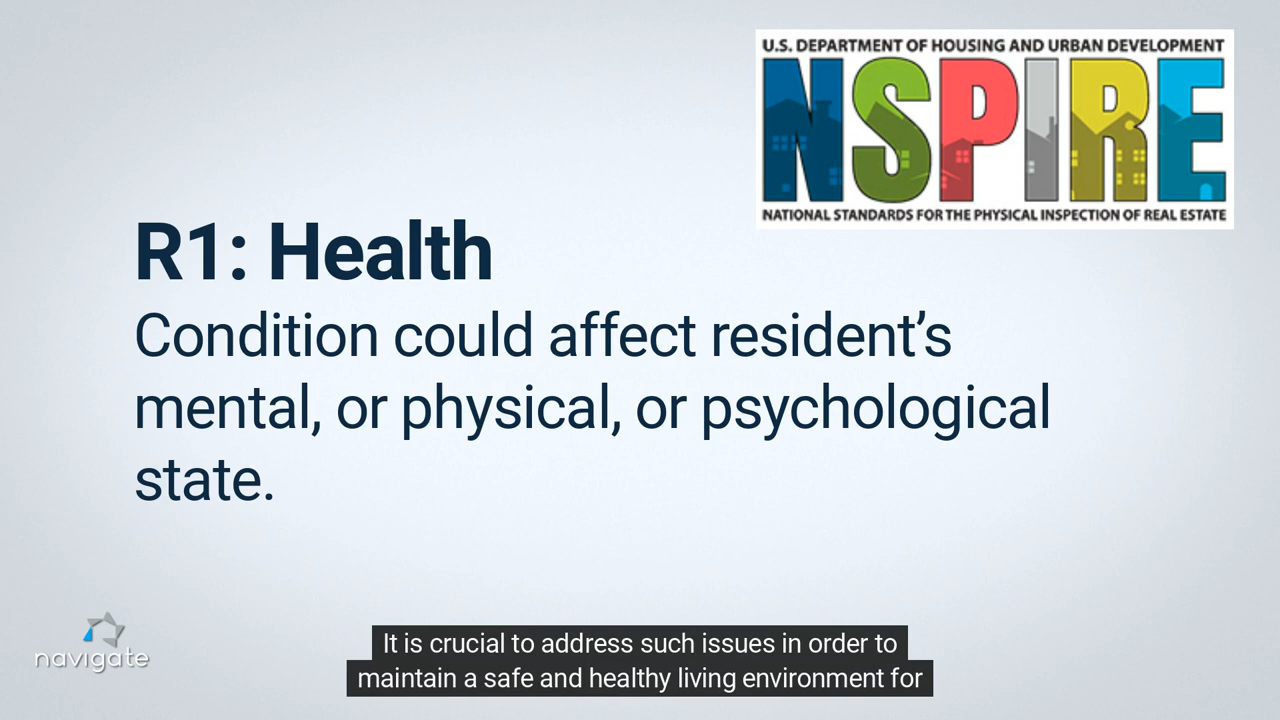 U.S. DEPARTMENT OF HOUSING AND URBAN DEVELOPMENT
NSPIRE
NATIONAL STANDARDS FOR THE PHYSICAL INSPECTION OF REAL ESTATE
R1: Health
Condition could affect resident’s
mental, or physical, or psychological
state.
navigate
It is crucial to address such issues in order to
maintain a safe and healthy living environment for